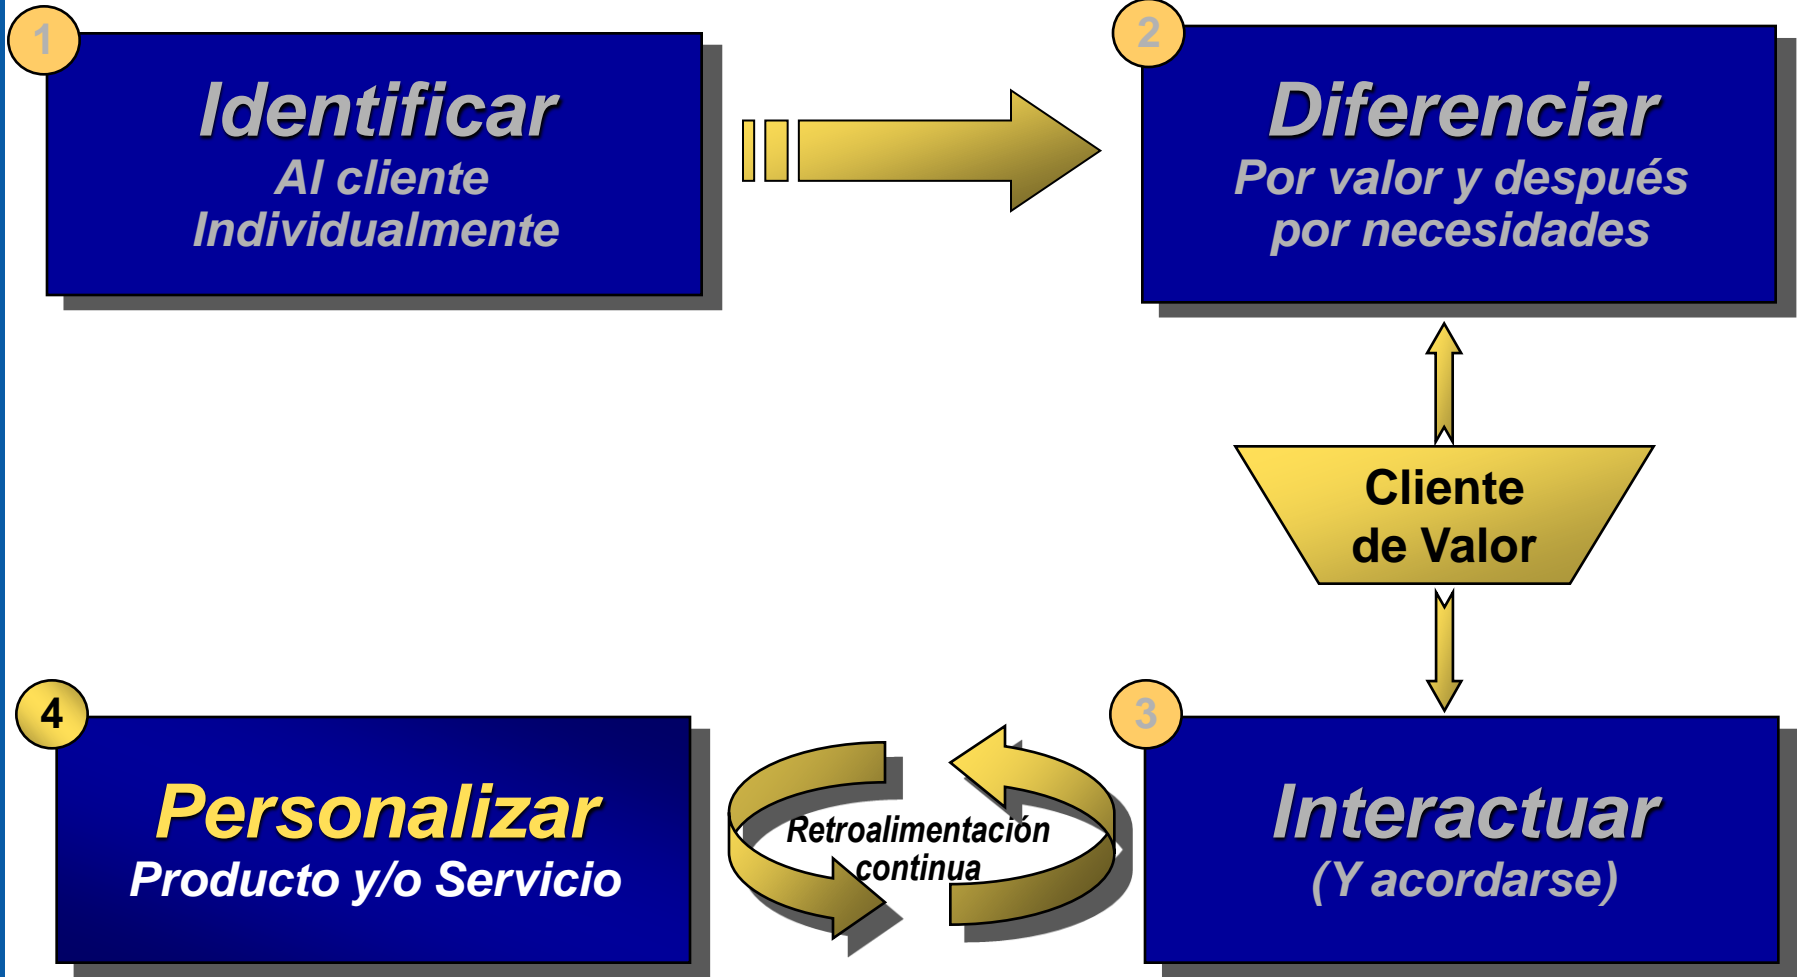 1
Identificar
Al cliente
Individualmente
2
Diferenciar
Por valor y después
por necesidades
Cliente
de Valor
3
Interactuar
(Y acordarse)
Retroalimentación
continua
4
Personalizar
Producto y/o Servicio